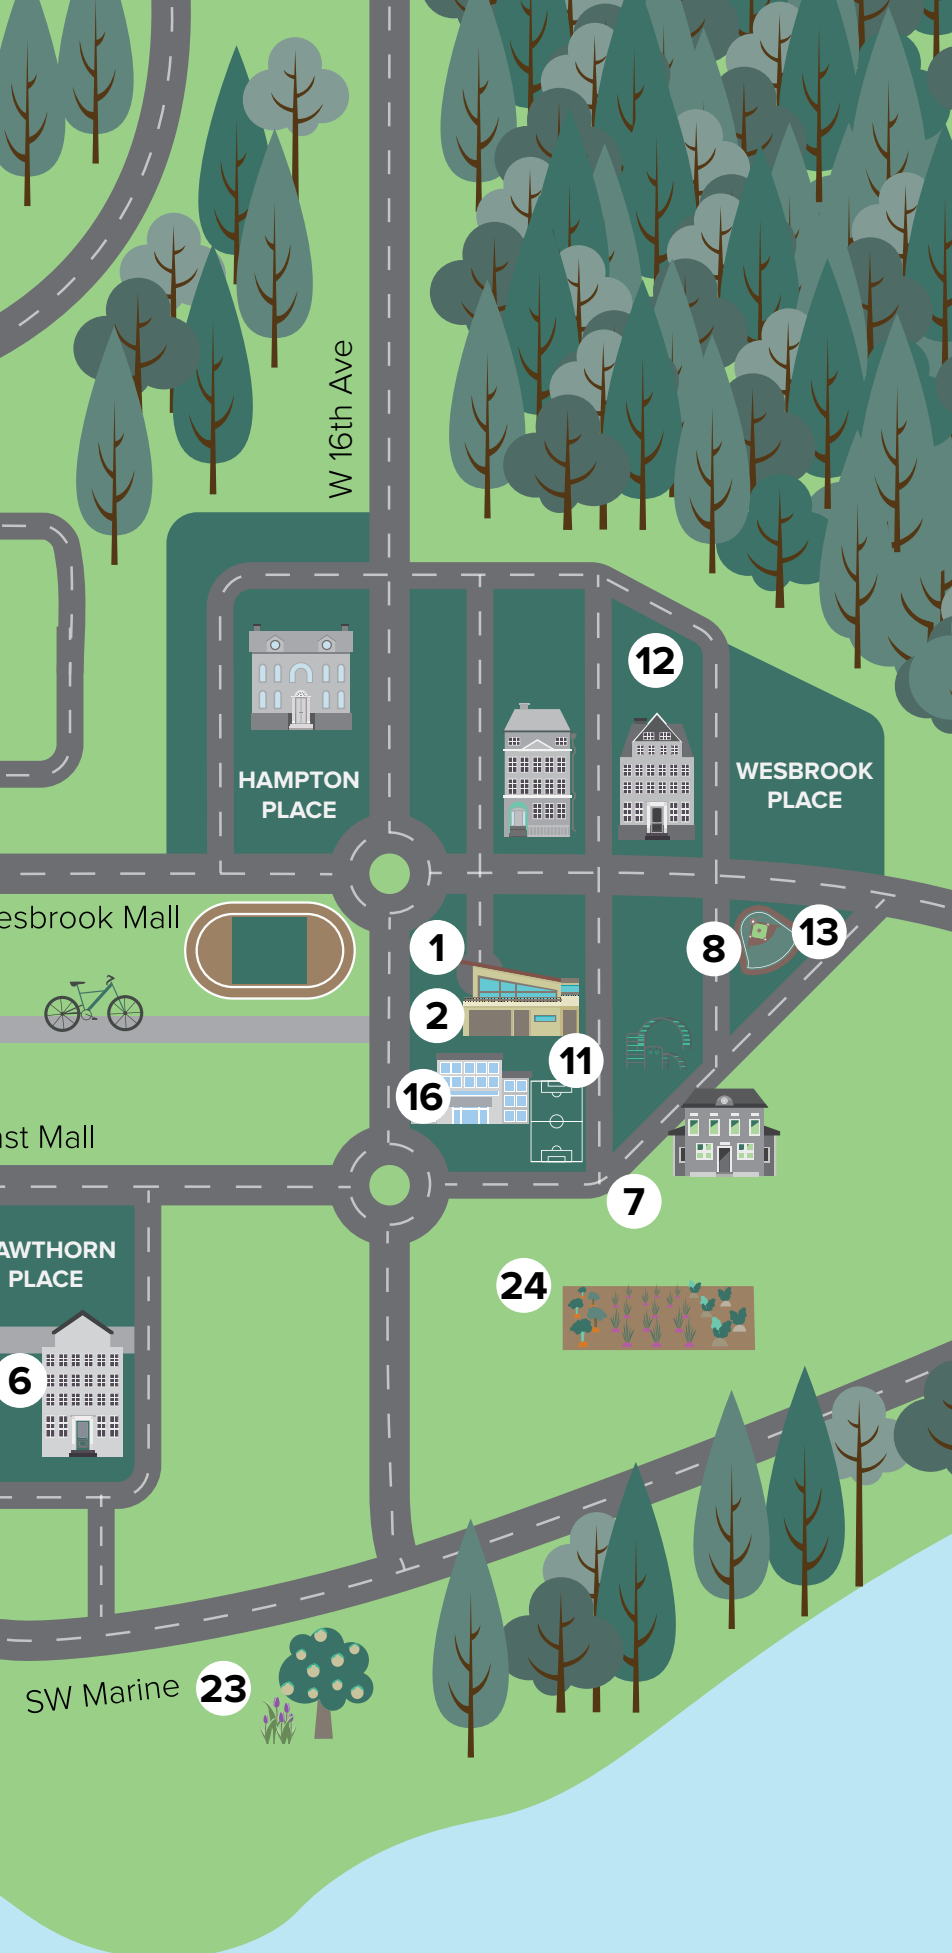 W 16th Ave
12
HAMPTON
PLACE
WESBROOK
PLACE
esbrook Mall
1
8
13
2
11
16
ast Mall
7
AWTHORN
PLACE
24
6
SW Marine
23